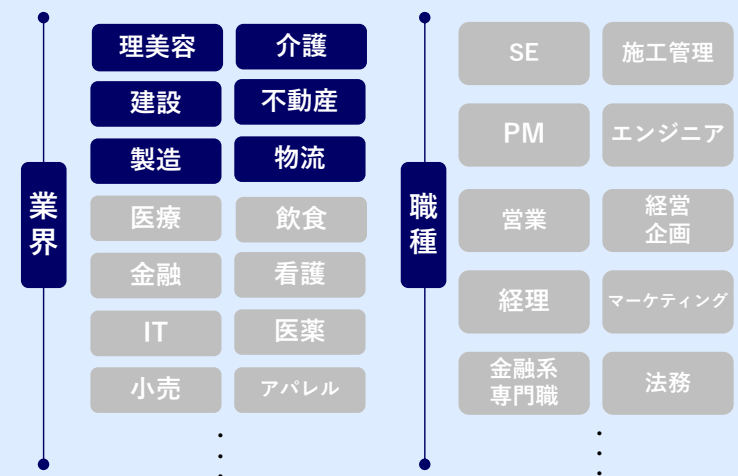 業界
理美容
介護
建設
不動産
製造
物流
医療
飲食
金融
看護
IT
医薬
小売
アパレル
職種
SE
施工管理
PM
エンジニア
営業
経営
企画
経理
マーケティング
金融系
専門職
法務